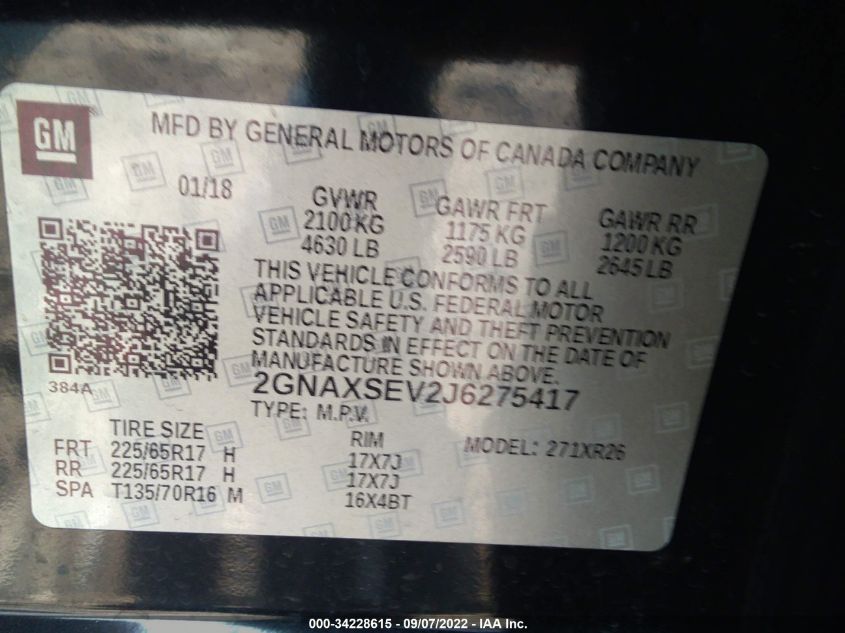 GM
MFD BY GENERAL MOTORS OF CANADA COMPANY
01/18
GVWR
2100KG
4630 LB
GAWR FRT
1175 KG
2590 LB
GAWR RR
1200 KG
2645 LB
THIS VEHICLE CONFORMS TO ALL
APPLICABLE U.S. FEDERAL MOTOR
VEHICLE SAFETY AND THEFT PREVENTION
STANDARDS IN EFFECT ON THE DATE OF
MANUFACTURE SHOWN ABOVE.
384A
2GNAXSEV2J6275417
TYPE: M.P.V.
MODEL: 271XR26
TIRE SIZE RIM
FRT 225/65R17 H 17X7J
RR 225/65R17 H 17X7J
SPA T135/70R16 M 16X4BT
000-34228615 - 09/07/2022 - IAA Inc.